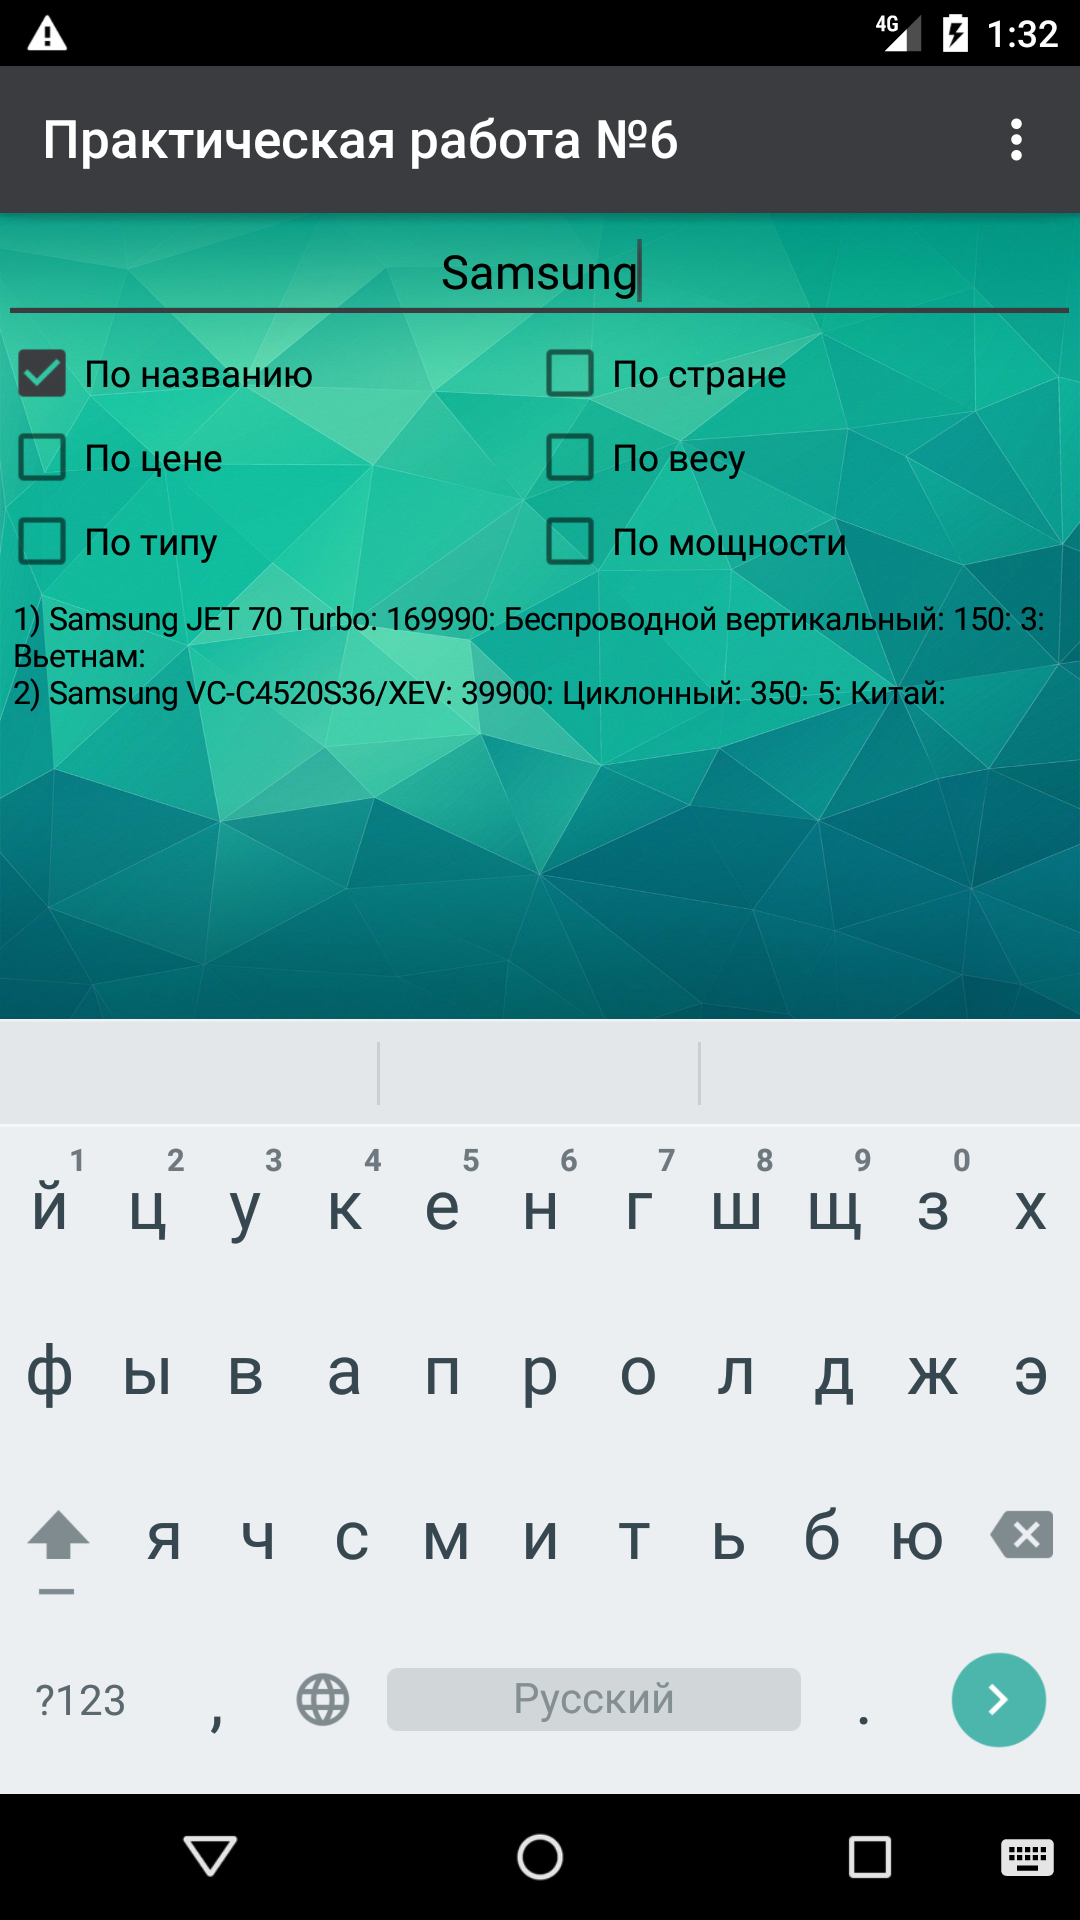 4G 1:32
Практическая работа №6
Samsung
По названию По стране
По цене По весу
По типу По мощности
1) Samsung JET 70 Turbo: 169990: Беспроводной вертикальный: 150: 3:
Вьетнам:
2) Samsung VC-C4520S36/XEV: 39900: Циклонный: 350: 5: Китай:
1 2 3 4 5 6 7 8 9 0
й ц у к е н г ш щ з х
ф ы в а п р о л д ж э
я ч с м и т ь б ю
?123 , Русский .